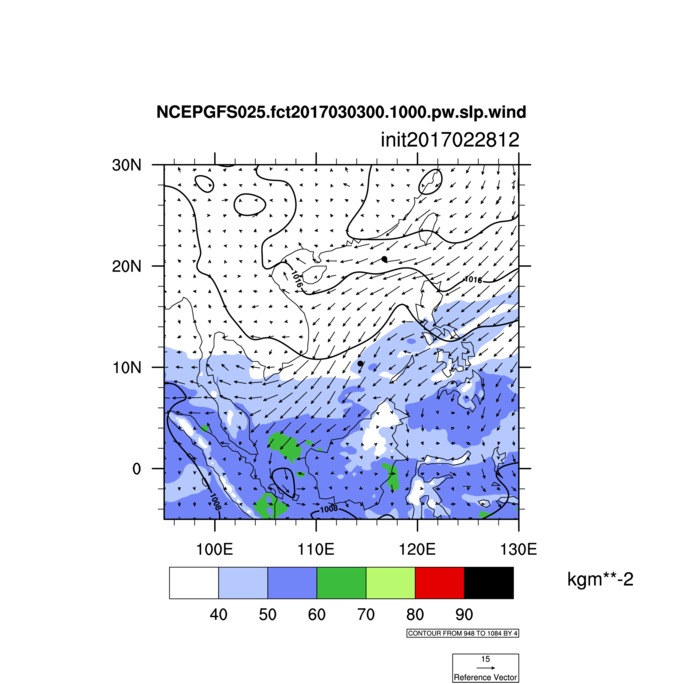 NCEPGFS025.fct2017030300.1000.pw.slp.wind
init2017022812
30N
20N
10N
0
1016
1016
1008
1008
100E 110E 120E 130E
kgm**-2
40 50 60 70 80 90
CONTOUR FROM 948 TO 1084 BY 4
15
Reference Vector